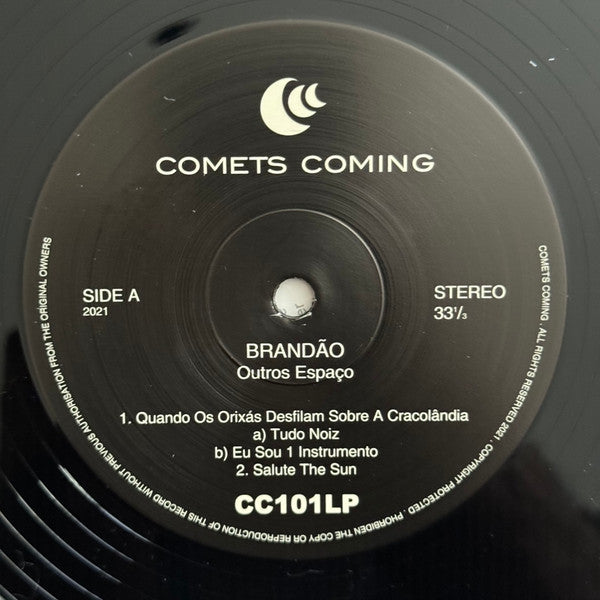 COMETS COMING
SIDE A
2021
STEREO
33⅓
BRANDÃO
Outros Espaço
1. Quando Os Orixás Desfilam Sobre A Cracolândia
a) Tudo Noiz
b) Eu Sou 1 Instrumento
2. Salute The Sun
CC101LP
COMETS COMING . ALL RIGHTS RESERVED 2021 . COPYRIGHT PROTECTED . PHORBIDEN THE COPY OR REPRODUCTION OF THIS RECORD WITHOUT PREVIOUS AUTHORISATION FROM THE ORIGINAL OWNERS